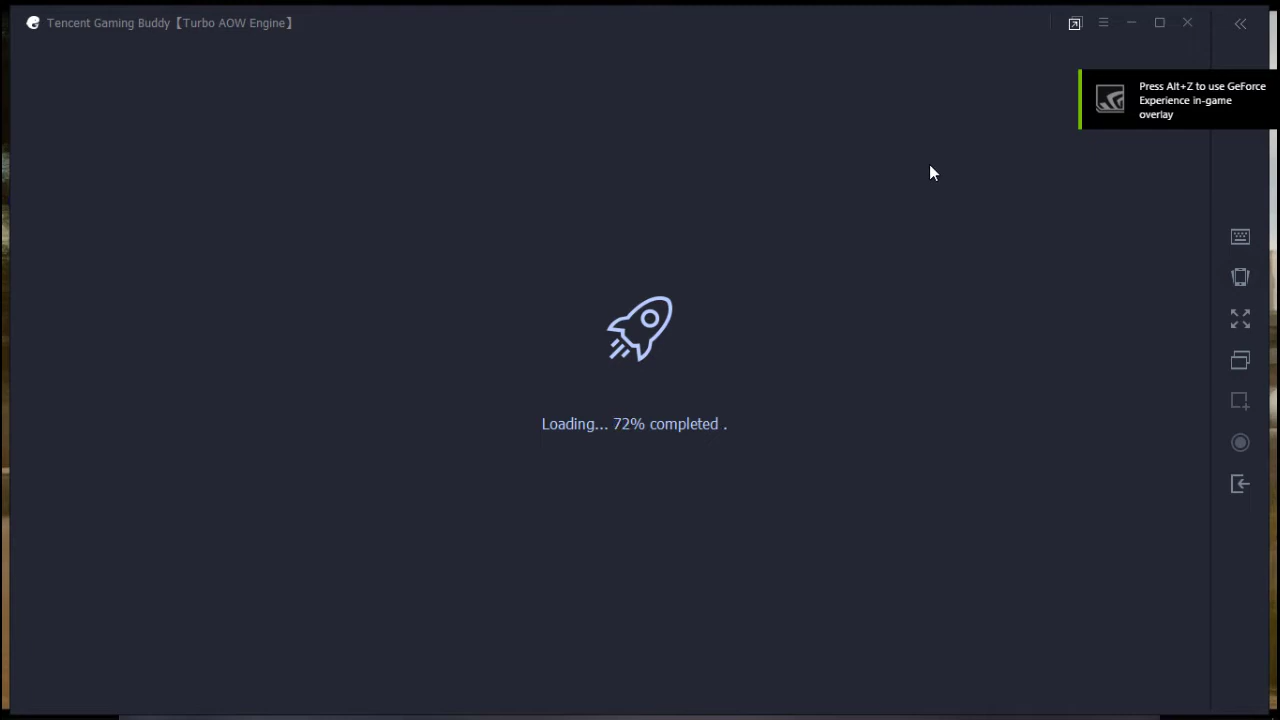 Tencent Gaming Buddy【Turbo AOW Engine】
Press Alt+Z to use GeForce
Experience in-game
overlay
Loading... 72% completed .